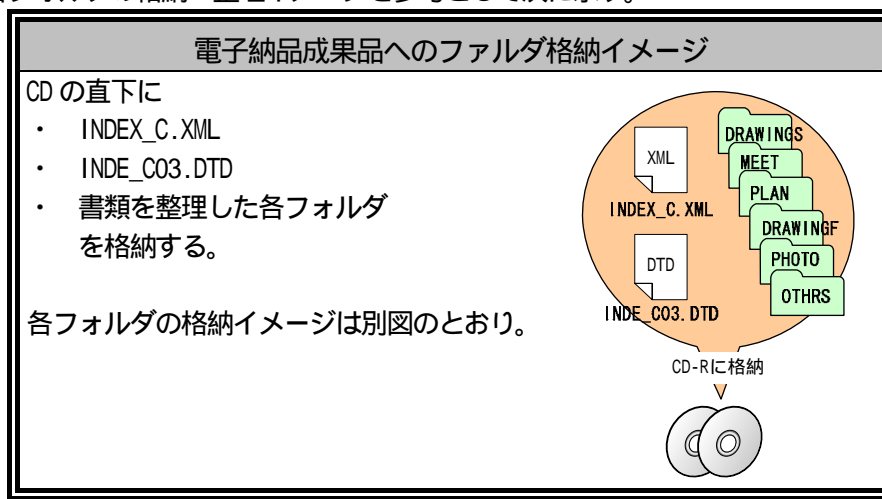 電子納品成果品へのファルダ格納イメージ
CD の直下に
・ INDEX_C.XML
・ INDE_C03.DTD
・ 書類を整理した各フォルダ
を格納する。
各フォルダの格納イメージは別図のとおり。
XML
INDEX_C.XML
DTD
INDE_C03.DTD
DRAWINGS
MEET
PLAN
DRAWINGF
PHOTO
OTHRS
CD-Rに格納